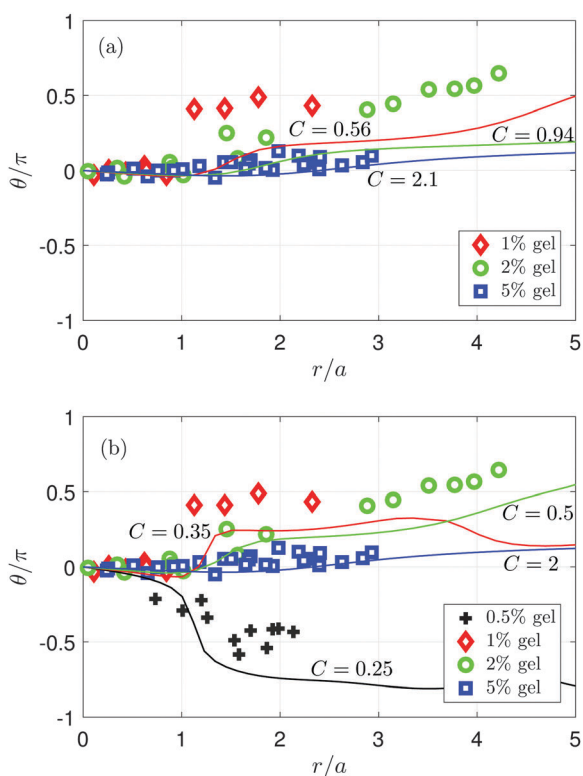 1
(a)
0.5
C = 0.56
C = 0.94
θ/π
0
C = 2.1
-0.5
1% gel
2% gel
5% gel
-1
0 1 2 3 4 5
r/a
1
(b)
0.5
C = 0.35
C = 0.5
θ/π
0
C = 2
0.5% gel
-0.5
1% gel
2% gel
C = 0.25
5% gel
-1
0 1 2 3 4 5
r/a